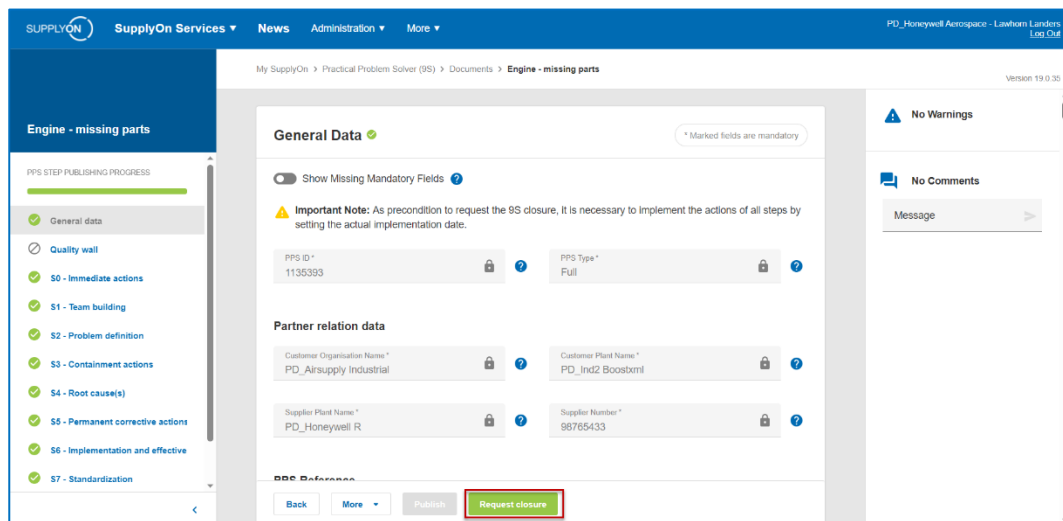 SUPPLYON
SupplyOn Services
News
Administration
More
PD_Honeywell Aerospace - Lawhorn Landers
Log Out
My SupplyOn > Practical Problem Solver (9S) > Documents > Engine - missing parts
Version 19.0.35
Engine - missing parts
PPS STEP PUBLISHING PROGRESS
General data
Quality wall
S0 - Immediate actions
S1 - Team building
S2 - Problem definition
S3 - Containment actions
S4 - Root cause(s)
S5 - Permanent corrective actions
S6 - Implementation and effective
S7 - Standardization
General Data
* Marked fields are mandatory
Show Missing Mandatory Fields
Important Note: As precondition to request the 9S closure, it is necessary to implement the actions of all steps by
setting the actual implementation date.
PPS ID *
1135393
PPS Type *
Full
Partner relation data
Customer Organisation Name *
PD_Airsupply Industrial
Customer Plant Name *
PD_Ind2 Boostxml
Supplier Plant Name *
PD_Honeywell R
Supplier Number *
98765433
PPS Reference
Back
More
Publish
Request closure
No Warnings
No Comments
Message